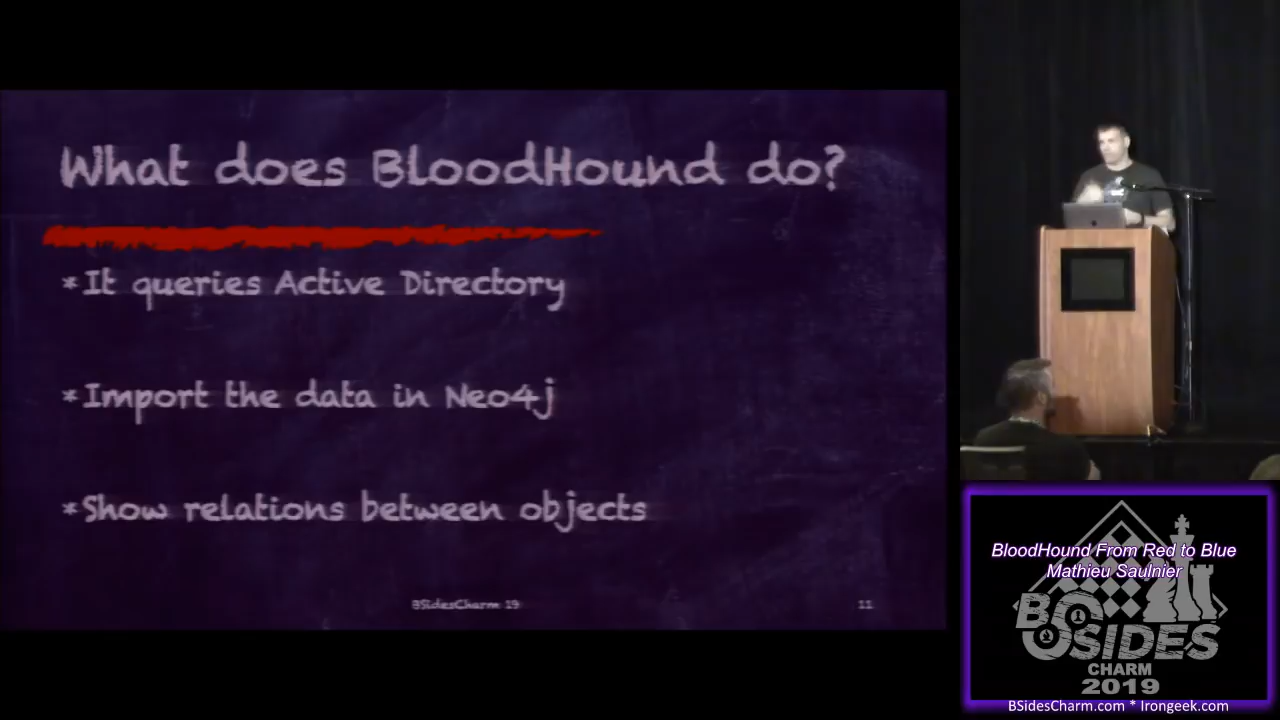 What does BloodHound do?
*It queries Active Directory
*Import the data in Neo4j
*Show relations between objects
BSidesCharm 19
11
BloodHound From Red to Blue
Mathieu Saulnier
BSIDES
CHARM
2019
BSidesCharm.com * Irongeek.com